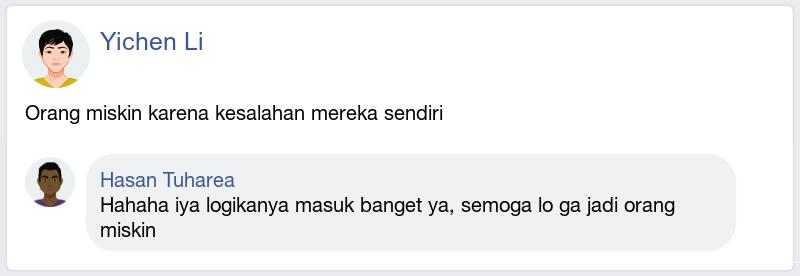 Yichen Li
Orang miskin karena kesalahan mereka sendiri
Hasan Tuharea
Hahaha iya logikanya masuk banget ya, semoga lo ga jadi orang
miskin